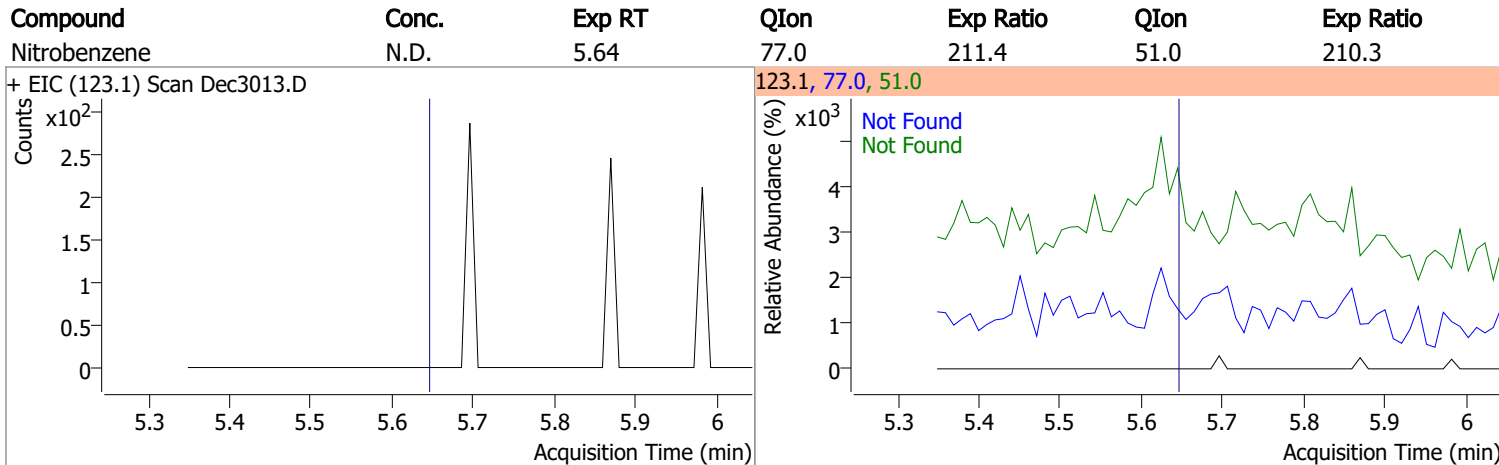 Compound Conc. Exp RT QIon Exp Ratio QIon Exp Ratio
Nitrobenzene N.D. 5.64 77.0 211.4 51.0 210.3
+ EIC (123.1) Scan Dec3013.D
Counts
x10²
2.5
2
1.5
1
0.5
0
5.3 5.4 5.5 5.6 5.7 5.8 5.9 6
Acquisition Time (min)
123.1, 77.0, 51.0
Relative Abundance (%)
x10³
Not Found
Not Found
4
3
2
1
0
5.3 5.4 5.5 5.6 5.7 5.8 5.9 6
Acquisition Time (min)